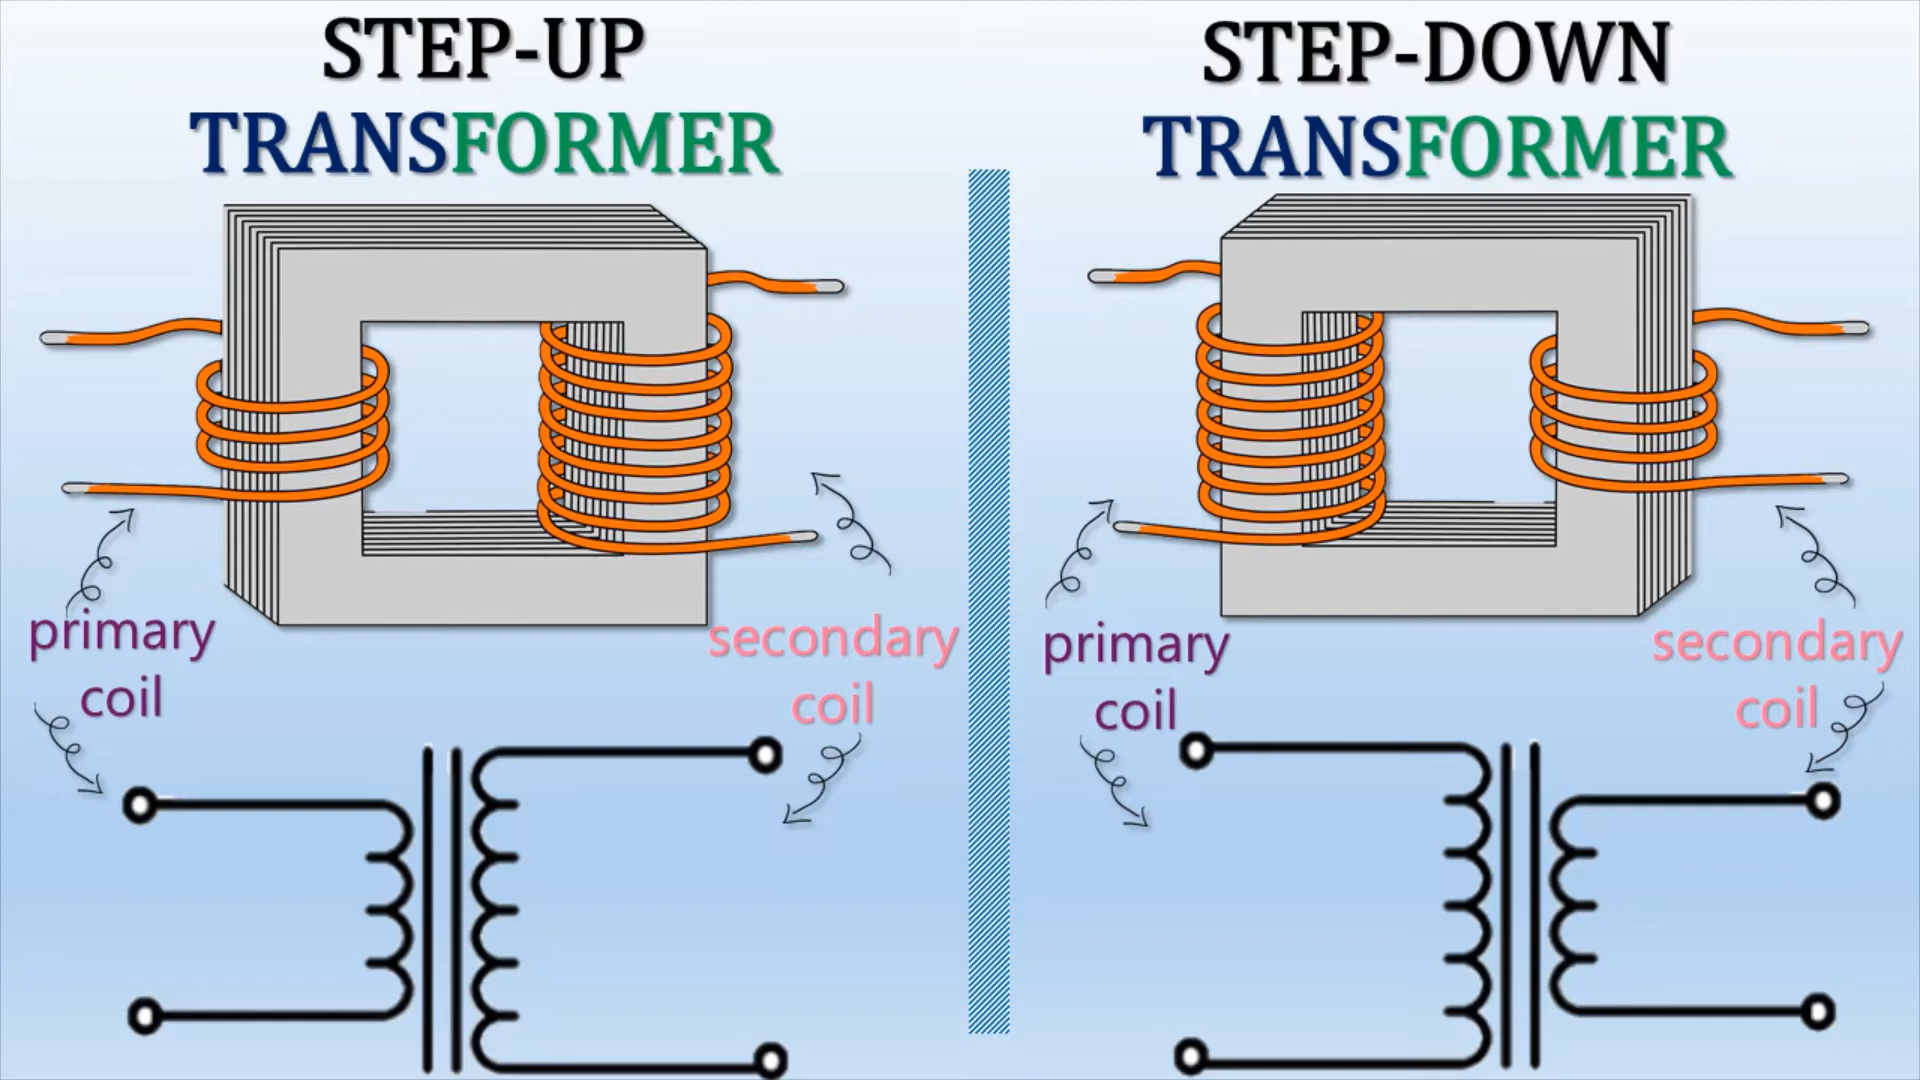 STEP-UP
TRANSFORMER
primary
coil
secondary
coil
STEP-DOWN
TRANSFORMER
primary
coil
secondary
coil